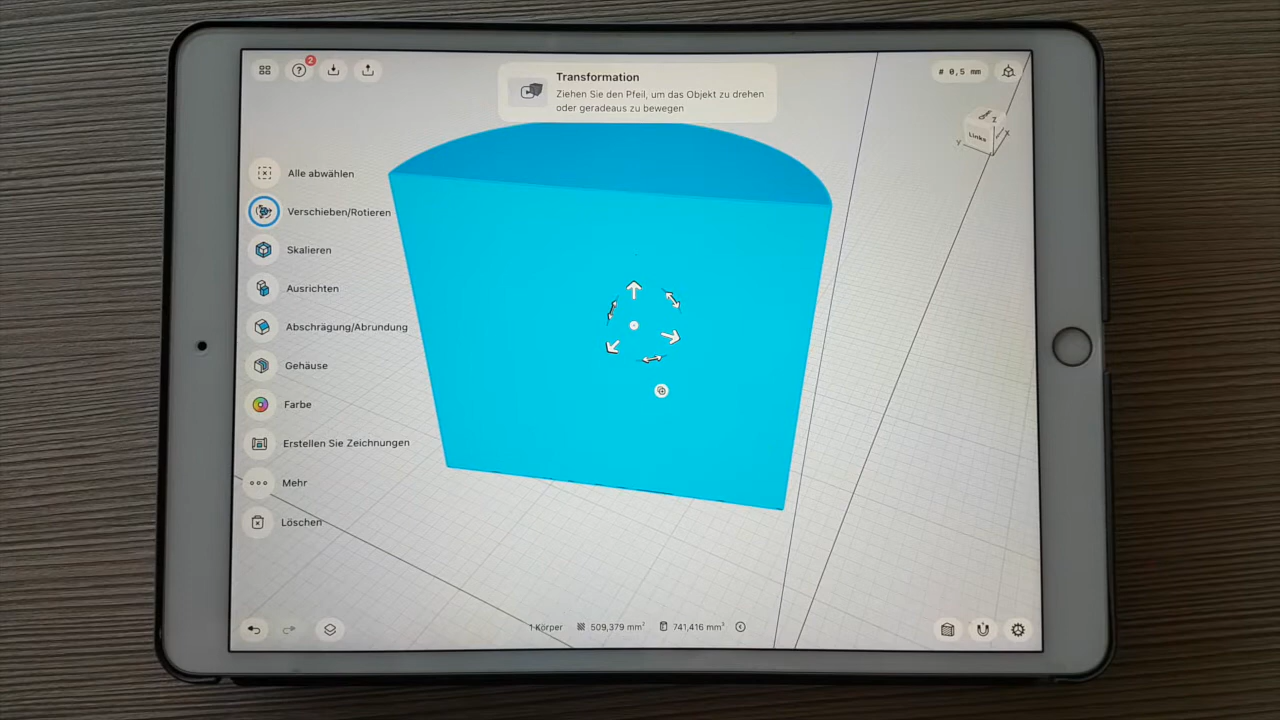 2
Transformation
Ziehen Sie den Pfeil, um das Objekt zu drehen
oder geradeaus zu bewegen
# 0,5 mm
Z
Links
Y
X
Alle abwählen
Verschieben/Rotieren
Skalieren
Ausrichten
Abschrägung/Abrundung
Gehäuse
Farbe
Erstellen Sie Zeichnungen
Mehr
Löschen
1 Körper 509,379 mm² 741,416 mm³